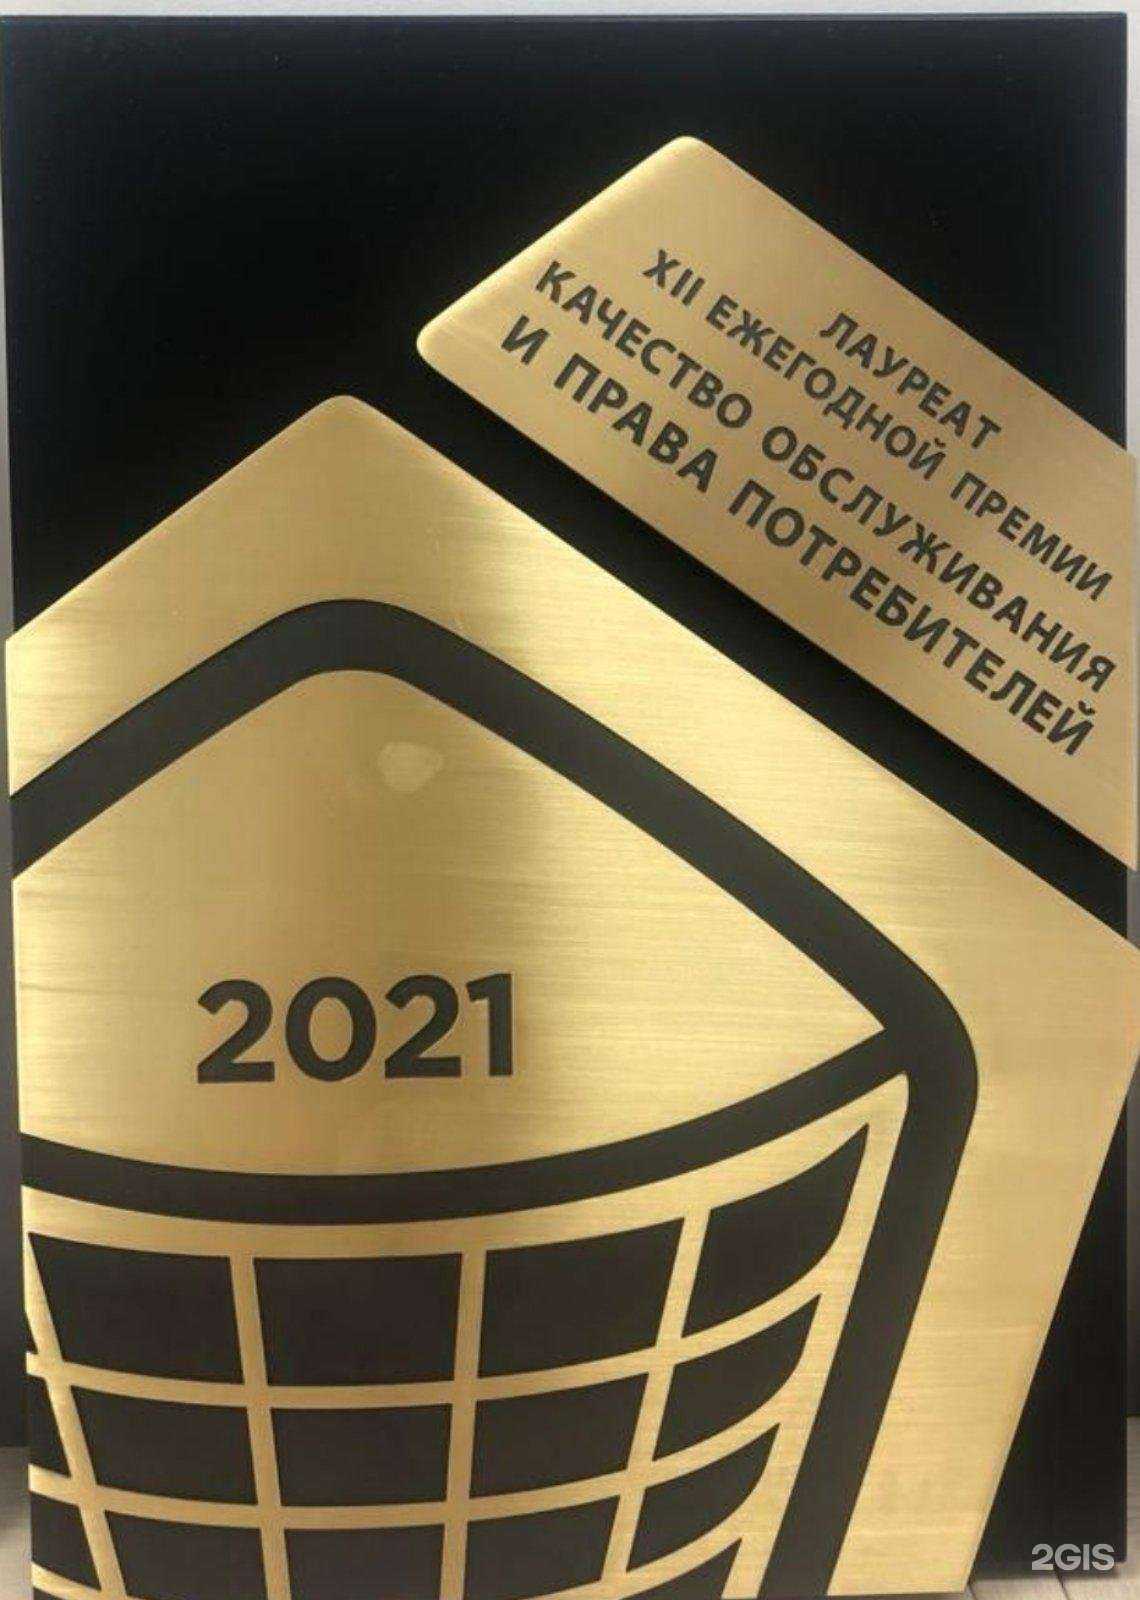 ЛАУРЕАТ
XII ЕЖЕГОДНОЙ ПРЕМИИ
КАЧЕСТВО ОБСЛУЖИВАНИЯ
И ПРАВА ПОТРЕБИТЕЛЕЙ
2021
2GIS